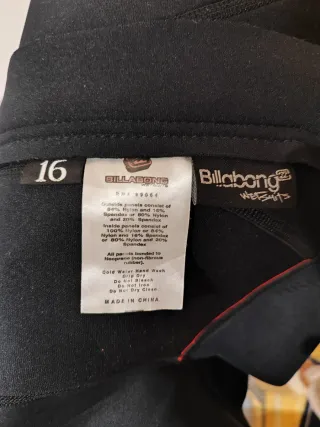 16
BILLABONG
Outside panels consist of
84% Nylon and 16%
Spandex or 80% Nylon
and 20% Spandex
Inside panels consist of
100% Nylon or 84%
Nylon and 16% Spandex
or 80% Nylon and 20%
Spandex
All panels bonded to
Neoprene (non-fibrous
rubber).
Cold Water Hand Wash
Drip Dry
Do Not Bleach
Do Not Iron
Do Not Dry Clean
MADE IN CHINA
Billabong
WETSUITS